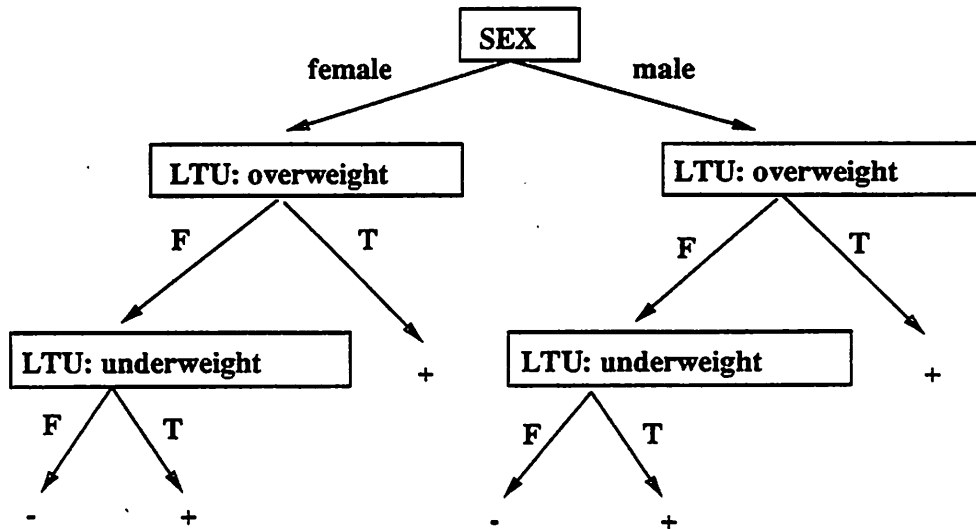 SEX
female male
LTU: overweight LTU: overweight
F T F T
LTU: underweight + LTU: underweight +
F T F T
- + - +